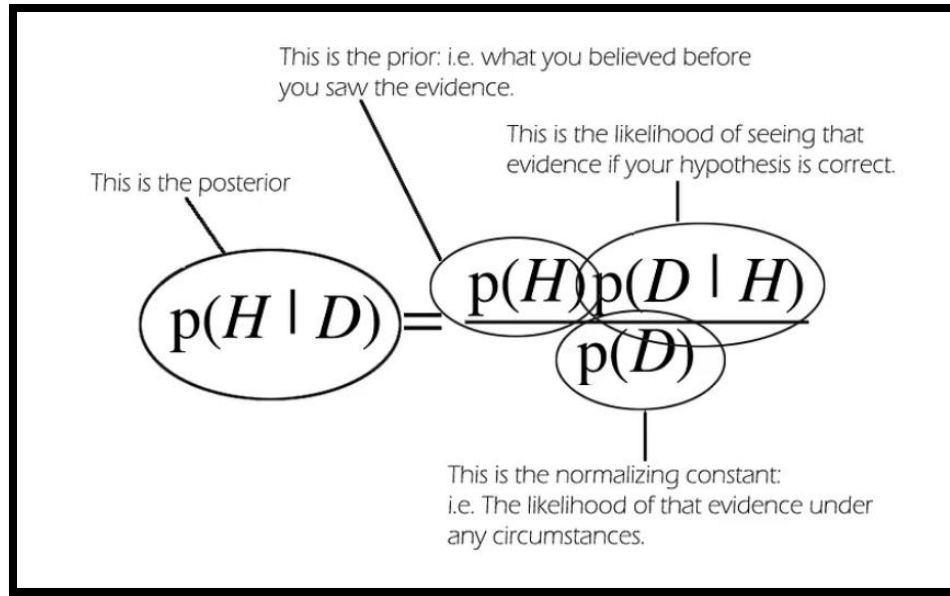 This is the prior: i.e. what you believed before
you saw the evidence.
This is the likelihood of seeing that
evidence if your hypothesis is correct.
This is the posterior
p(H | D) = p(H)p(D | H)
p(D)
This is the normalizing constant:
i.e. The likelihood of that evidence under
any circumstances.